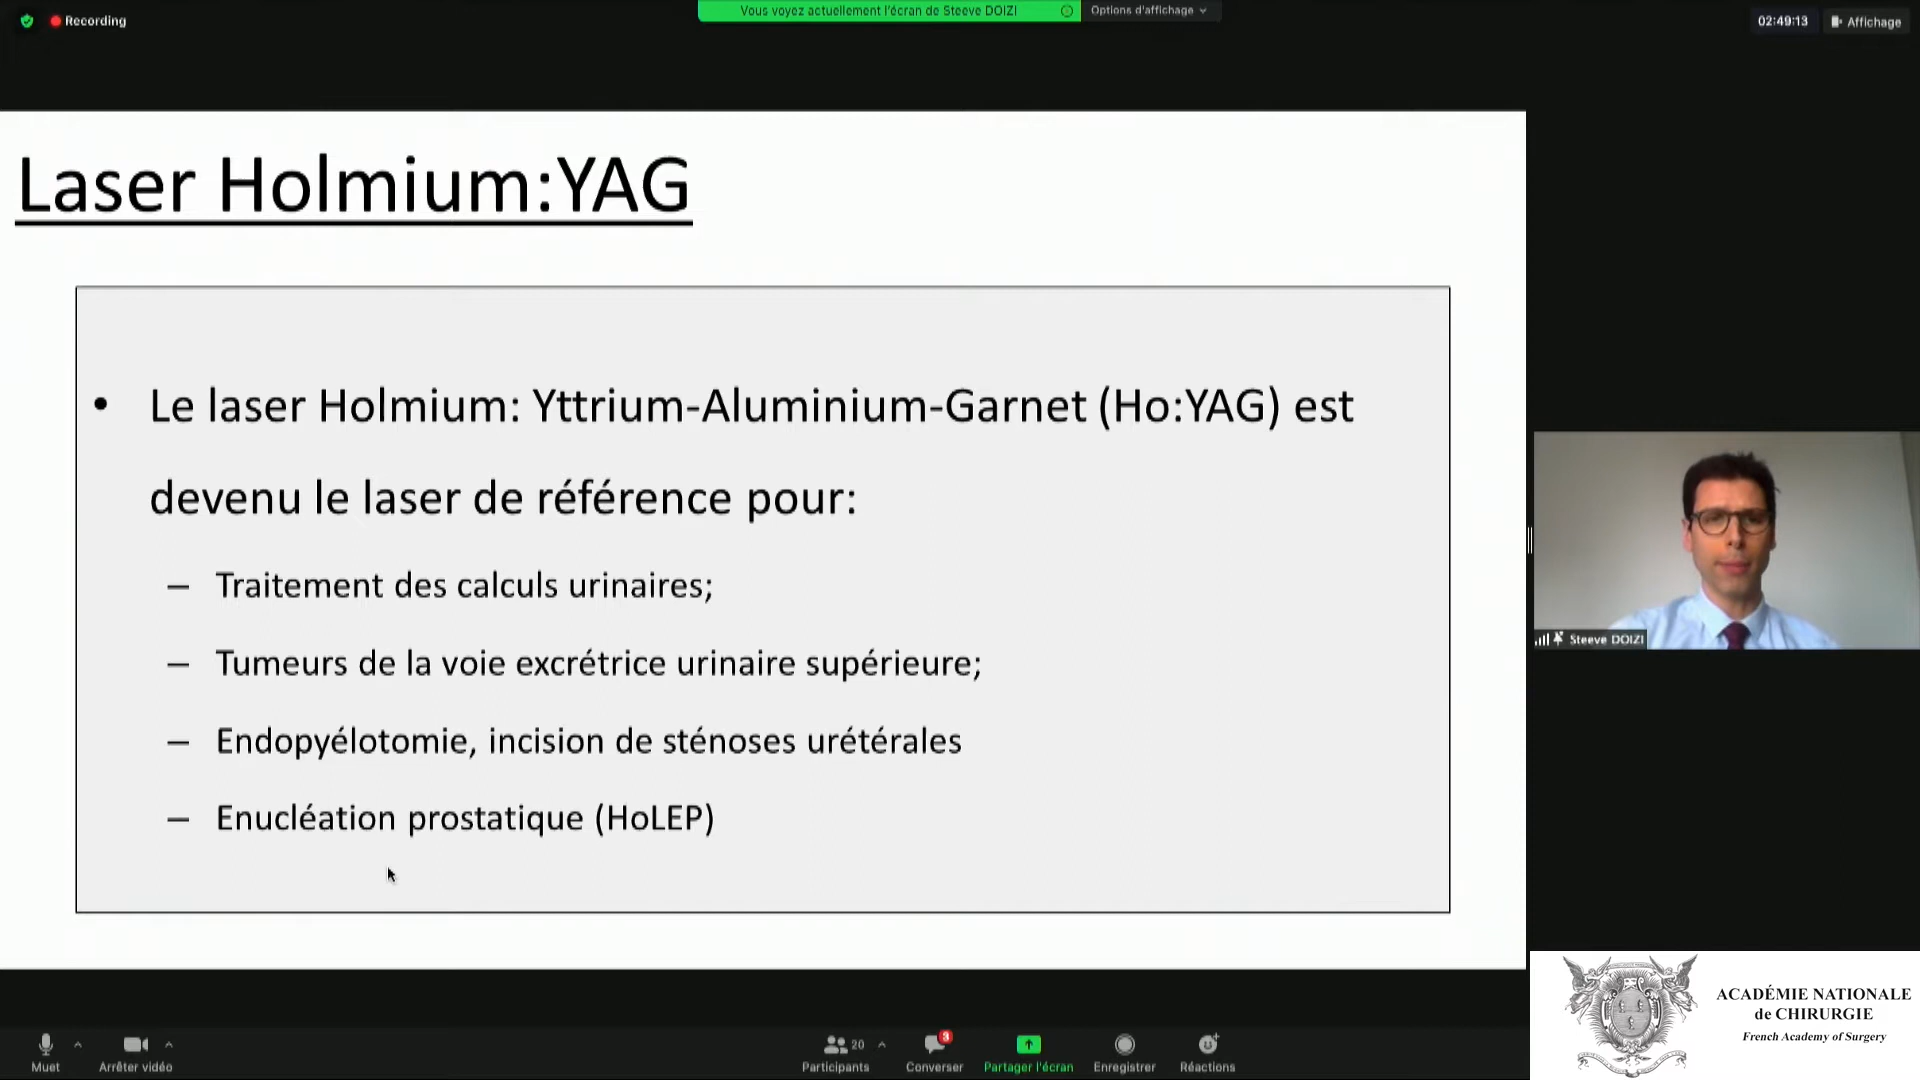 Recording
Vous voyez actuellement l'écran de Steeve DOIZI
Options d'affichage
02:49:13
Affichage
Laser Holmium:YAG
• Le laser Holmium: Yttrium-Aluminium-Garnet (Ho:YAG) est
devenu le laser de référence pour:
– Traitement des calculs urinaires;
– Tumeurs de la voie excrétrice urinaire supérieure;
– Endopyélotomie, incision de sténoses urétérales
– Enucléation prostatique (HoLEP)
Steeve DOIZI
ACADÉMIE NATIONALE
de CHIRURGIE
French Academy of Surgery
Muet
Arrêter vidéo
20
Participants
3
Converser
Partager l'écran
Enregistrer
Réactions